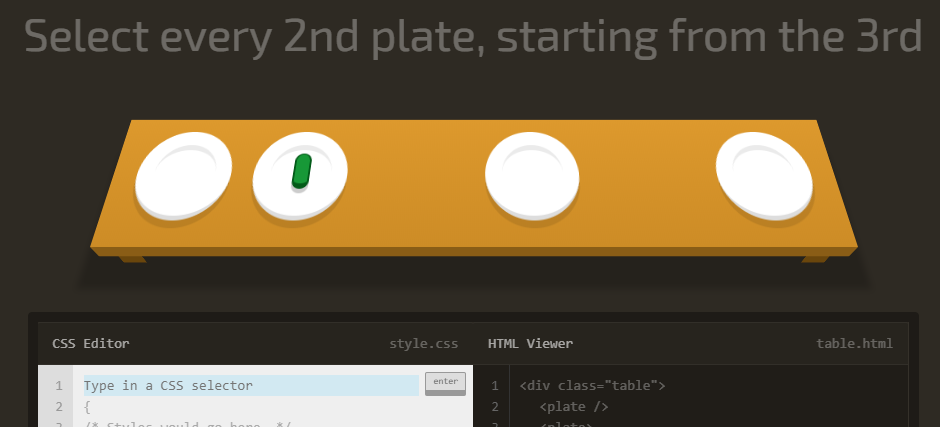 Select every 2nd plate, starting from the 3rd
CSS Editor
style.css
HTML Viewer
table.html
1
Type in a CSS selector
enter
2
{
3
/* Styles would go here. */
1
<div class="table">
2
<plate />
3
<plate>